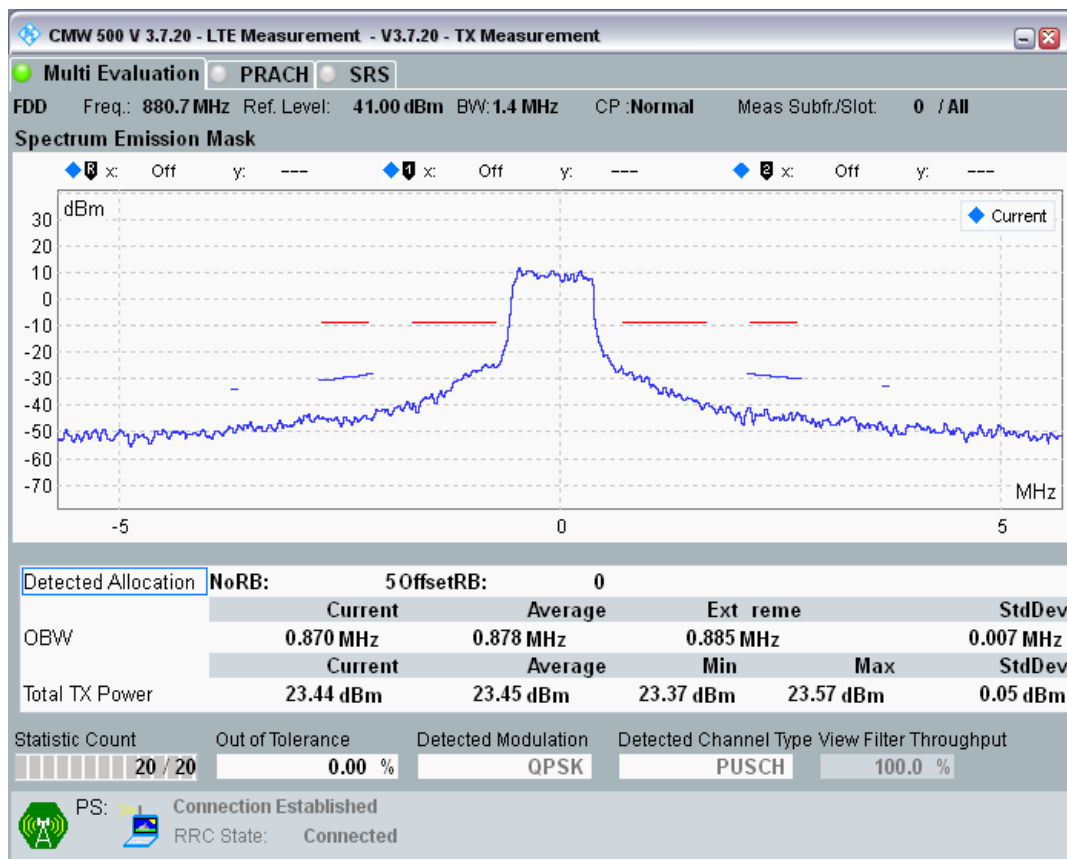 CMW 500 V 3.7.20 - LTE Measurement - V3.7.20 - TX Measurement
Multi Evaluation PRACH SRS
FDD Freq.: 880.7 MHz Ref. Level: 41.00 dBm BW: 1.4 MHz CP :Normal Meas Subfr./Slot: 0 / All
Spectrum Emission Mask
R x: Off y: --- 1 x: Off y: --- 2 x: Off y: ---
dBm
Current
30
20
10
0
-10
-20
-30
-40
-50
-60
-70
MHz
-5 0 5
Detected Allocation NoRB: 5 OffsetRB: 0
Current Average Ext reme StdDev
OBW 0.870 MHz 0.878 MHz 0.885 MHz 0.007 MHz
Current Average Min Max StdDev
Total TX Power 23.44 dBm 23.45 dBm 23.37 dBm 23.57 dBm 0.05 dBm
Statistic Count Out of Tolerance Detected Modulation Detected Channel Type View Filter Throughput
20 / 20 0.00 % QPSK PUSCH 100.0 %
PS: Connection Established
RRC State: Connected